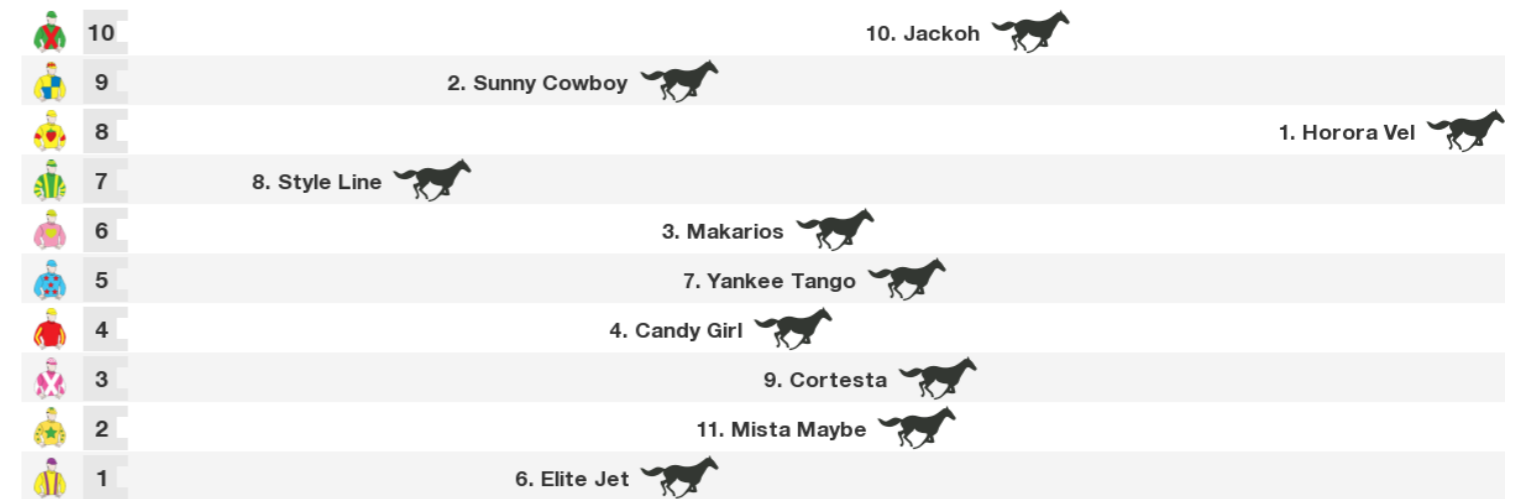 10 10. Jackoh
9 2. Sunny Cowboy
8 1. Horora Vel
7 8. Style Line
6 3. Makarios
5 7. Yankee Tango
4 4. Candy Girl
3 9. Cortesta
2 11. Mista Maybe
1 6. Elite Jet